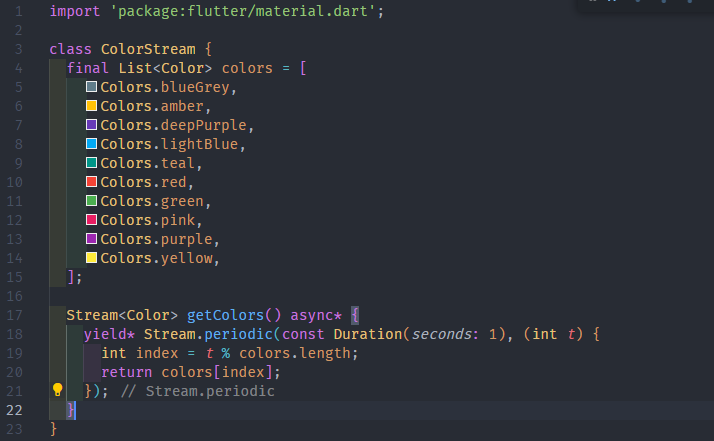 1 import 'package:flutter/material.dart';
2
3 class ColorStream {
4   final List<Color> colors = [
5     Colors.blueGrey,
6     Colors.amber,
7     Colors.deepPurple,
8     Colors.lightBlue,
9     Colors.teal,
10     Colors.red,
11     Colors.green,
12     Colors.pink,
13     Colors.purple,
14     Colors.yellow,
15   ];
16
17   Stream<Color> getColors() async* {
18     yield* Stream.periodic(const Duration(seconds: 1), (int t) {
19       int index = t % colors.length;
20       return colors[index];
21     }); // Stream.periodic
22   }
23 }